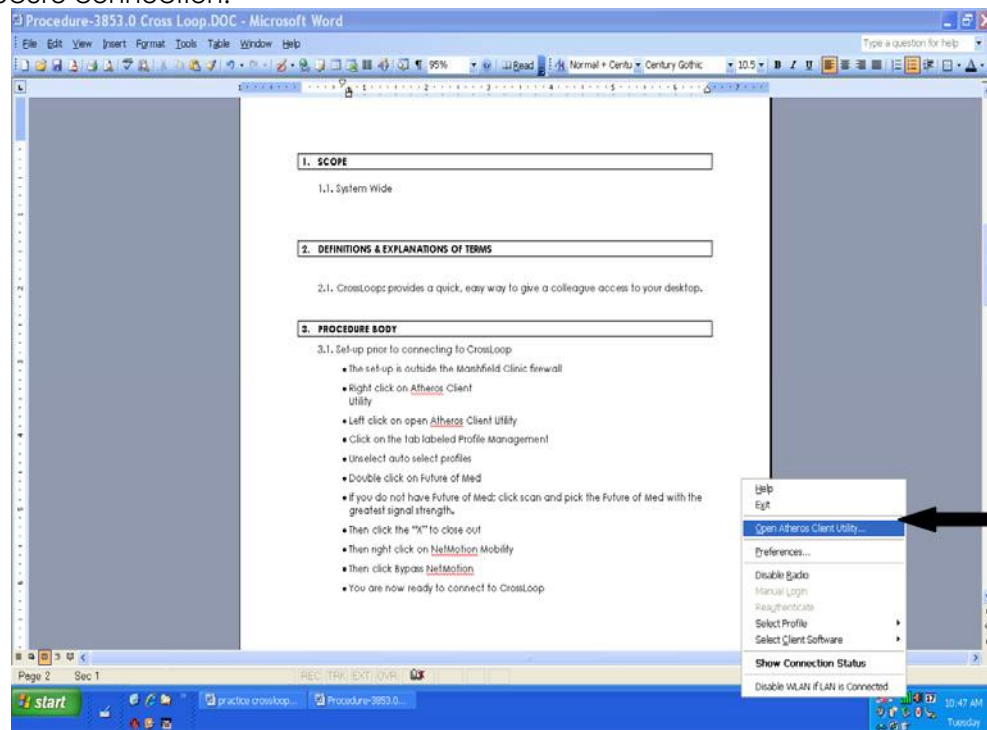 Procedure-3853.0 Cross Loop.DOC - Microsoft Word
File Edit View Insert Format Tools Table Window Help
Type a question for help
95%
Read
Normal + Centu
Century Gothic
10.5
B I U
1. SCOPE
1.1. System Wide
2. DEFINITIONS & EXPLANATIONS OF TERMS
2.1. CrossLoop: provides a quick, easy way to give a colleague access to your desktop.
3. PROCEDURE BODY
3.1. Set-up prior to connecting to CrossLoop
• The set-up is outside the Marshfield Clinic firewall
• Right click on Atheros Client
Utility
• Left click on open Atheros Client Utility
• Click on the tab labeled Profile Management
• Unselect auto select profiles
• Double click on Future of Med
• If you do not have Future of Med: click scan and pick the Future of Med with the
greatest signal strength.
• Then click the "X" to close out
• Then right click on NetMotion Mobility
• Then click Bypass NetMotion
• You are now ready to connect to CrossLoop
Help
Exit
Open Atheros Client Utility...
Preferences...
Disable Radio
Manual Login
Reauthenticate
Select Profile
Select Client Software
Show Connection Status
Disable WLAN if LAN is Connected
Page 2 Sec 1
REC TRK EXT OVR
start
practice crossloop...
Procedure-3853.0...
10:47 AM
Tuesday